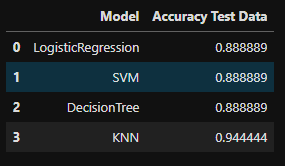 Model Accuracy Test Data
0 LogisticRegression 0.888889
1 SVM 0.888889
2 DecisionTree 0.888889
3 KNN 0.944444